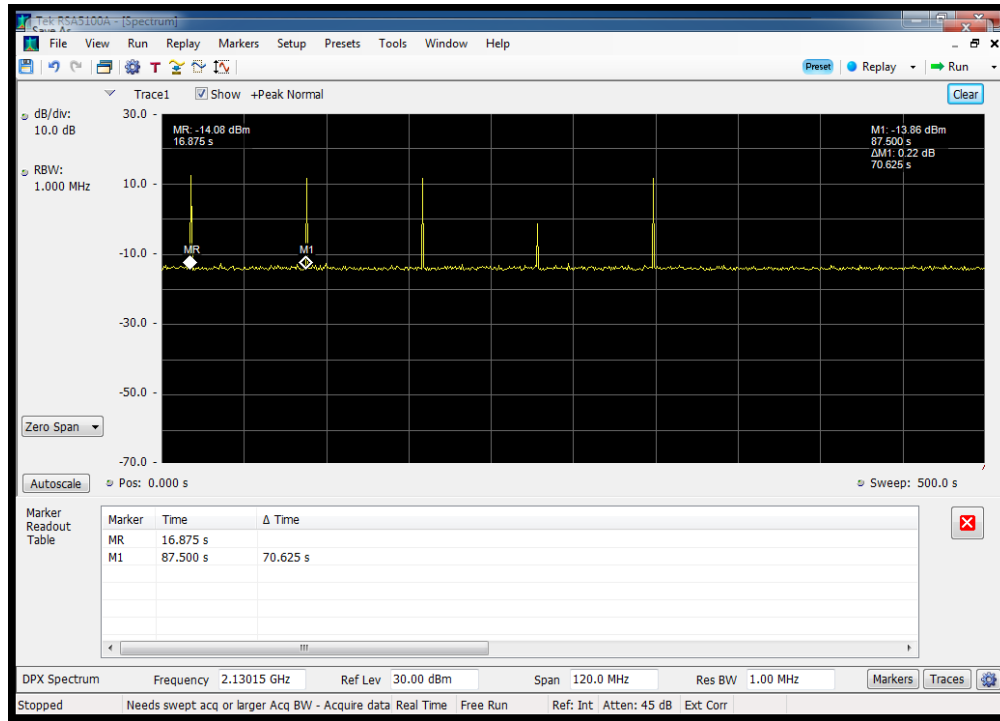 Tek RSA5100A - [Spectrum]
Save As
File View Run Replay Markers Setup Presets Tools Window Help
Preset Replay Run
Trace1 Show +Peak Normal Clear
dB/div:
10.0 dB
RBW:
1.000 MHz
30.0
10.0
-10.0
-30.0
-50.0
-70.0
MR: -14.08 dBm
16.875 s
M1: -13.86 dBm
87.500 s
ΔM1: 0.22 dB
70.625 s
MR M1
Zero Span
Autoscale Pos: 0.000 s Sweep: 500.0 s
Marker
Readout
Table
Marker Time Δ Time
MR 16.875 s
M1 87.500 s 70.625 s
DPX Spectrum Frequency 2.13015 GHz Ref Lev 30.00 dBm Span 120.0 MHz Res BW 1.00 MHz Markers Traces
Stopped Needs swept acq or larger Acq BW - Acquire data Real Time Free Run Ref: Int Atten: 45 dB Ext Corr